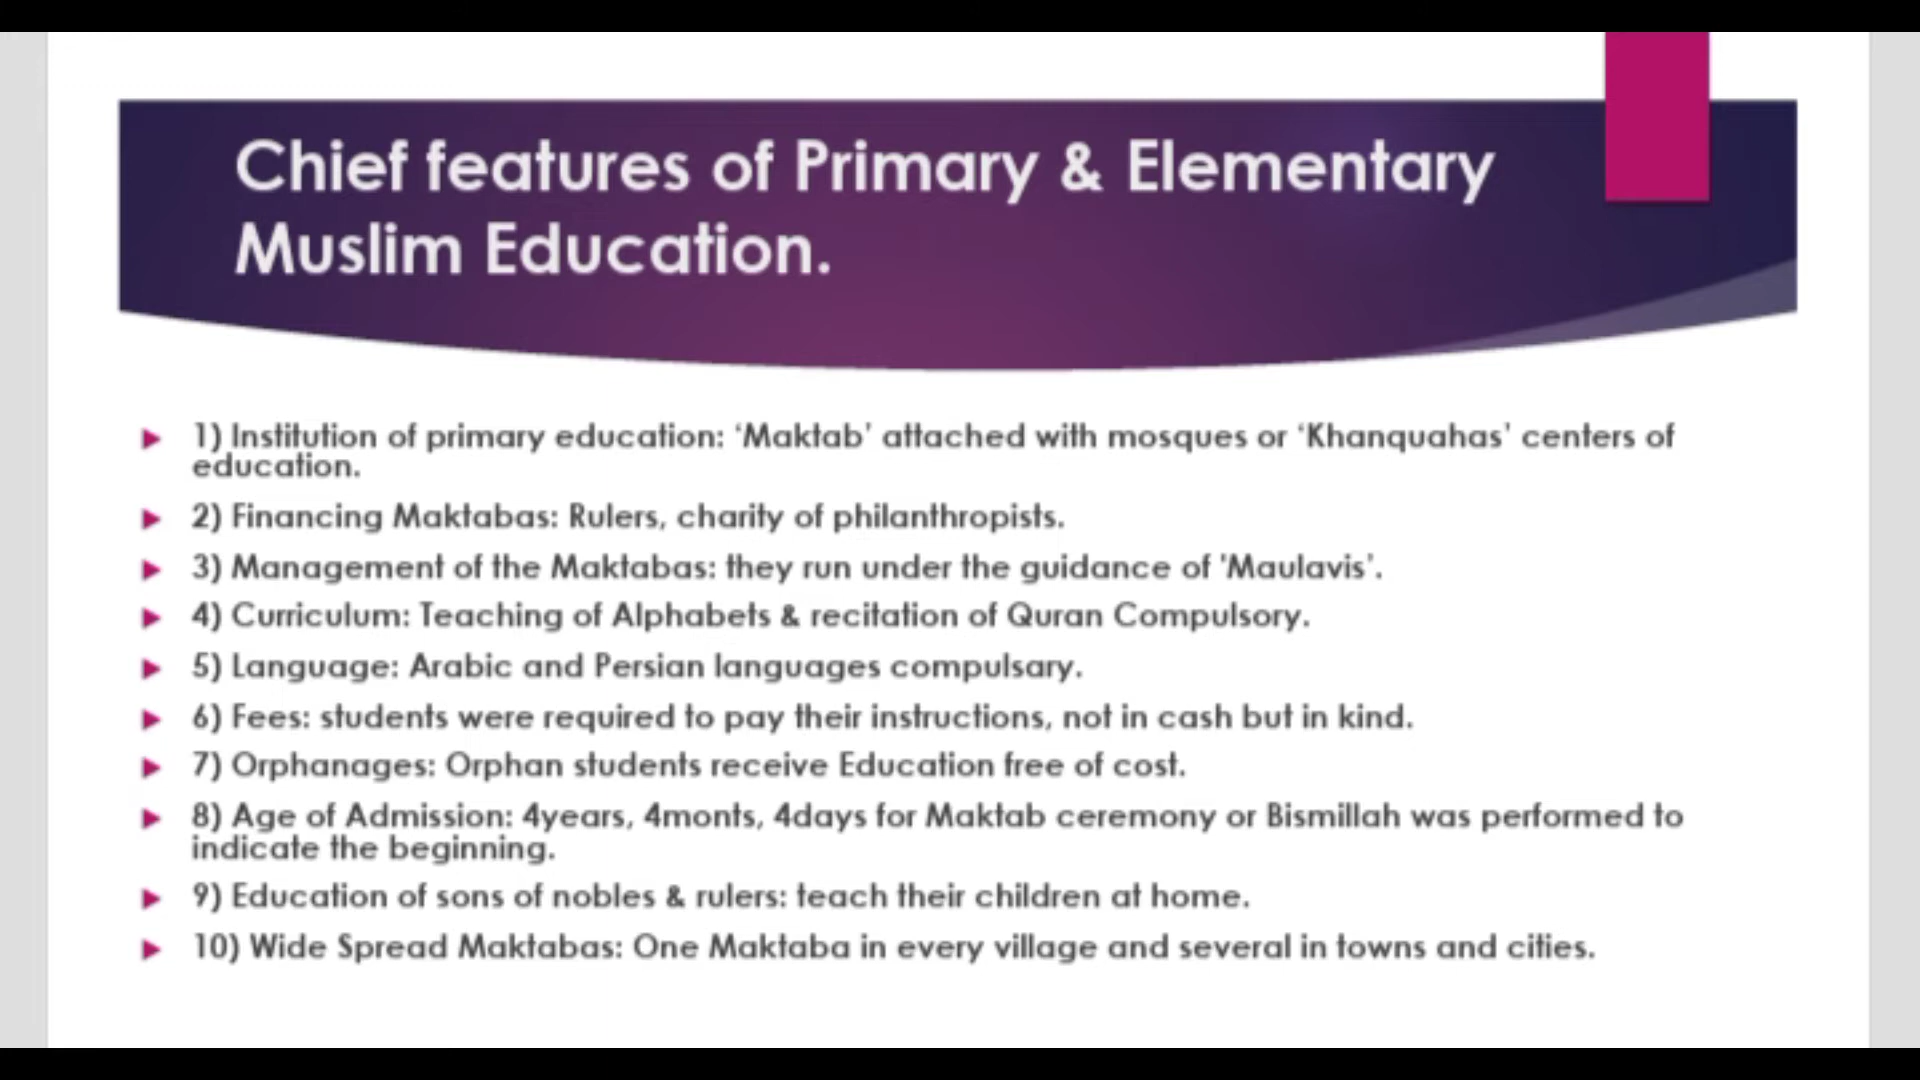 Chief features of Primary & Elementary
Muslim Education.
1) Institution of primary education: ‘Maktab’ attached with mosques or ‘Khanquahas’ centers of
education.
2) Financing Maktabas: Rulers, charity of philanthropists.
3) Management of the Maktabas: they run under the guidance of 'Maulavis’.
4) Curriculum: Teaching of Alphabets & recitation of Quran Compulsory.
5) Language: Arabic and Persian languages compulsary.
6) Fees: students were required to pay their instructions, not in cash but in kind.
7) Orphanages: Orphan students receive Education free of cost.
8) Age of Admission: 4years, 4monts, 4days for Maktab ceremony or Bismillah was performed to
indicate the beginning.
9) Education of sons of nobles & rulers: teach their children at home.
10) Wide Spread Maktabas: One Maktaba in every village and several in towns and cities.